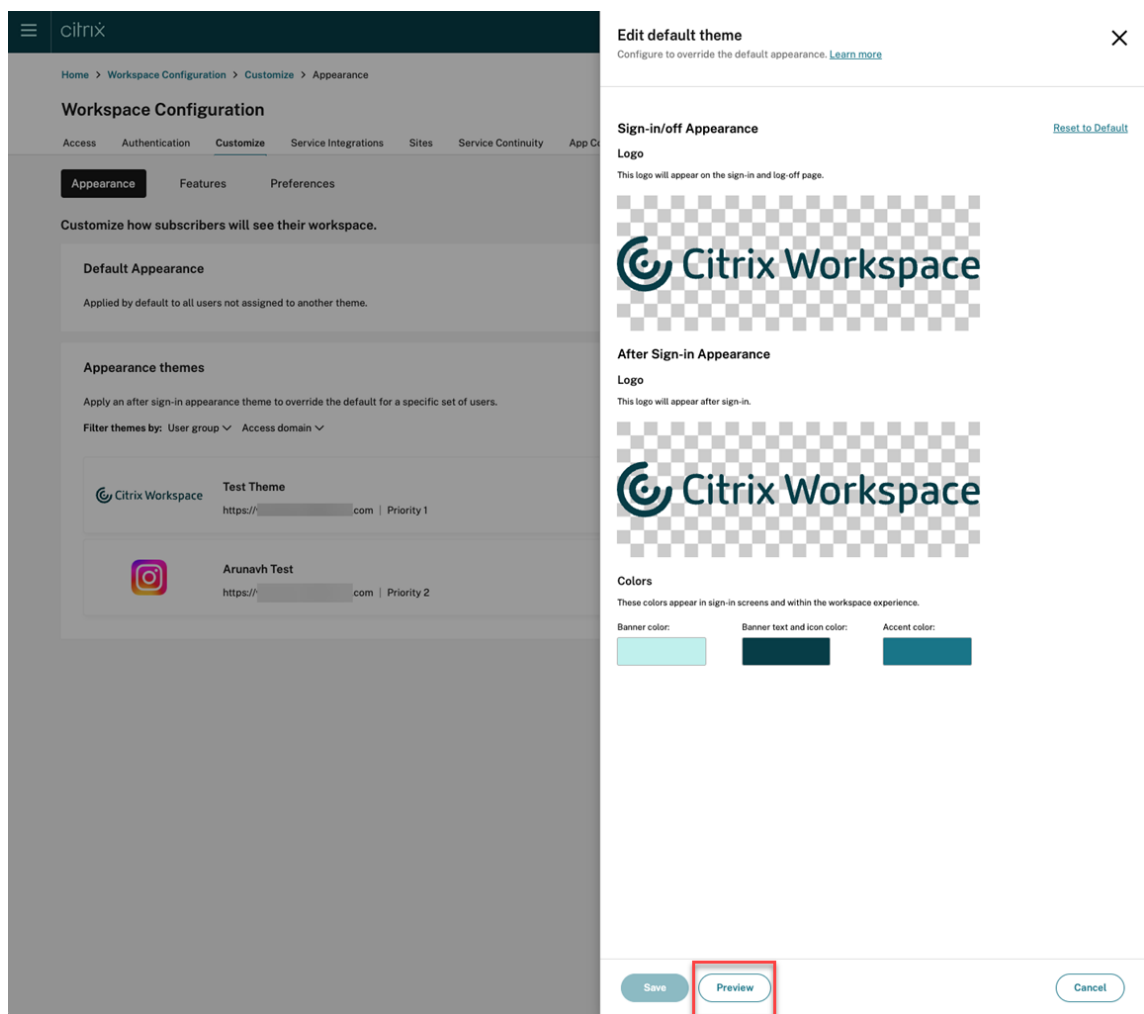 citrix
Home > Workspace Configuration > Customize > Appearance
Workspace Configuration
Access Authentication Customize Service Integrations Sites Service Continuity App Co
Appearance Features Preferences
Customize how subscribers will see their workspace.
Default Appearance
Applied by default to all users not assigned to another theme.
Appearance themes
Apply an after sign-in appearance theme to override the default for a specific set of users.
Filter themes by: User group Access domain
Citrix Workspace
Test Theme
https:// .com | Priority 1
Arunavh Test
https:// .com | Priority 2
Edit default theme
Configure to override the default appearance. Learn more
Sign-in/off Appearance Reset to Default
Logo
This logo will appear on the sign-in and log-off page.
Citrix Workspace
After Sign-in Appearance
Logo
This logo will appear after sign-in.
Citrix Workspace
Colors
These colors appear in sign-in screens and within the workspace experience.
Banner color: Banner text and icon color: Accent color:
Save Preview Cancel